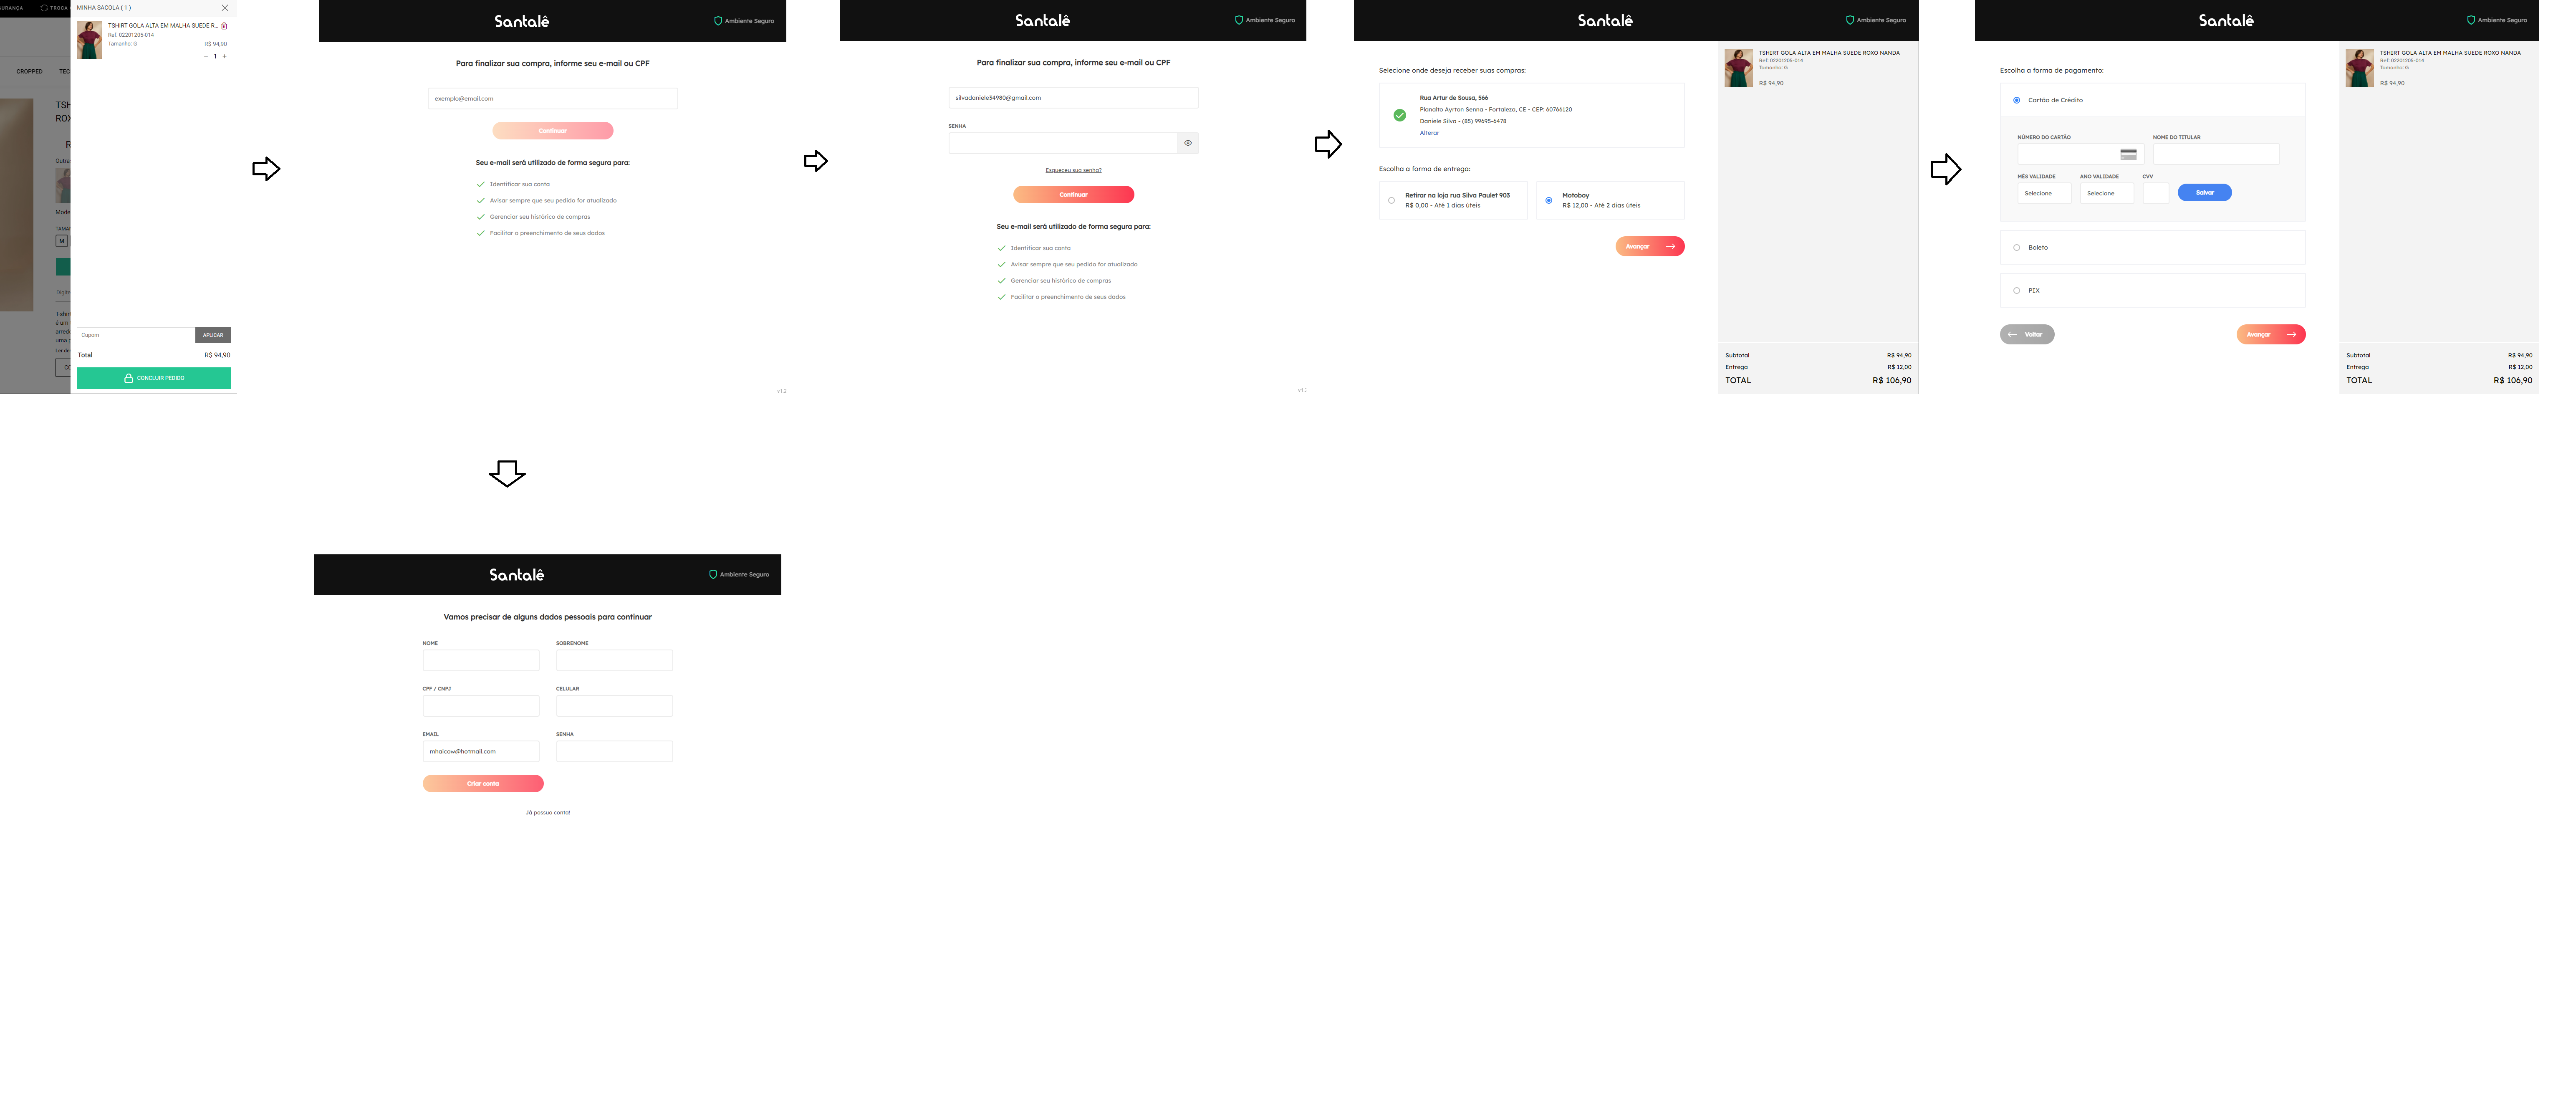 GURANÇA
TROCA
CROPPED
TEC
TSH
ROX
R
Outra
Mode
TAMAN
M
Digite
T-shirt
é um
arredo
uma p
Ler de
CO
MINHA SACOLA ( 1 )
TSHIRT GOLA ALTA EM MALHA SUEDE R...
Ref: 02201205-014
Tamanho: G
R$ 94,90
− 1 +
Cupom
APLICAR
Total
R$ 94,90
CONCLUIR PEDIDO
Santalê
Ambiente Seguro
Para finalizar sua compra, informe seu e-mail ou CPF
exemplo@email.com
Continuar
Seu e-mail será utilizado de forma segura para:
Identificar sua conta
Avisar sempre que seu pedido for atualizado
Gerenciar seu histórico de compras
Facilitar o preenchimento de seus dados
v1.2
Santalê
Ambiente Seguro
Para finalizar sua compra, informe seu e-mail ou CPF
silvadaniele34980@gmail.com
SENHA
Esqueceu sua senha?
Continuar
Seu e-mail será utilizado de forma segura para:
Identificar sua conta
Avisar sempre que seu pedido for atualizado
Gerenciar seu histórico de compras
Facilitar o preenchimento de seus dados
v1.2
Santalê
Ambiente Seguro
Selecione onde deseja receber suas compras:
Rua Artur de Sousa, 566
Planalto Ayrton Senna - Fortaleza, CE - CEP: 60766120
Daniele Silva - (85) 99695-6478
Alterar
Escolha a forma de entrega:
Retirar na loja rua Silva Paulet 903
R$ 0,00 - Até 1 dias úteis
Motoboy
R$ 12,00 - Até 2 dias úteis
Avançar
TSHIRT GOLA ALTA EM MALHA SUEDE ROXO NANDA
Ref: 02201205-014
Tamanho: G
R$ 94,90
Subtotal
R$ 94,90
Entrega
R$ 12,00
TOTAL
R$ 106,90
Santalê
Ambiente Seguro
Escolha a forma de pagamento:
Cartão de Crédito
NÚMERO DO CARTÃO
NOME DO TITULAR
MÊS VALIDADE
ANO VALIDADE
CVV
Selecione
Selecione
Salvar
Boleto
PIX
Voltar
Avançar
TSHIRT GOLA ALTA EM MALHA SUEDE ROXO NANDA
Ref: 02201205-014
Tamanho: G
R$ 94,90
Subtotal
R$ 94,90
Entrega
R$ 12,00
TOTAL
R$ 106,90
Santalê
Ambiente Seguro
Vamos precisar de alguns dados pessoais para continuar
NOME
SOBRENOME
CPF / CNPJ
CELULAR
EMAIL
SENHA
mhaicow@hotmail.com
Criar conta
Já possuo conta!